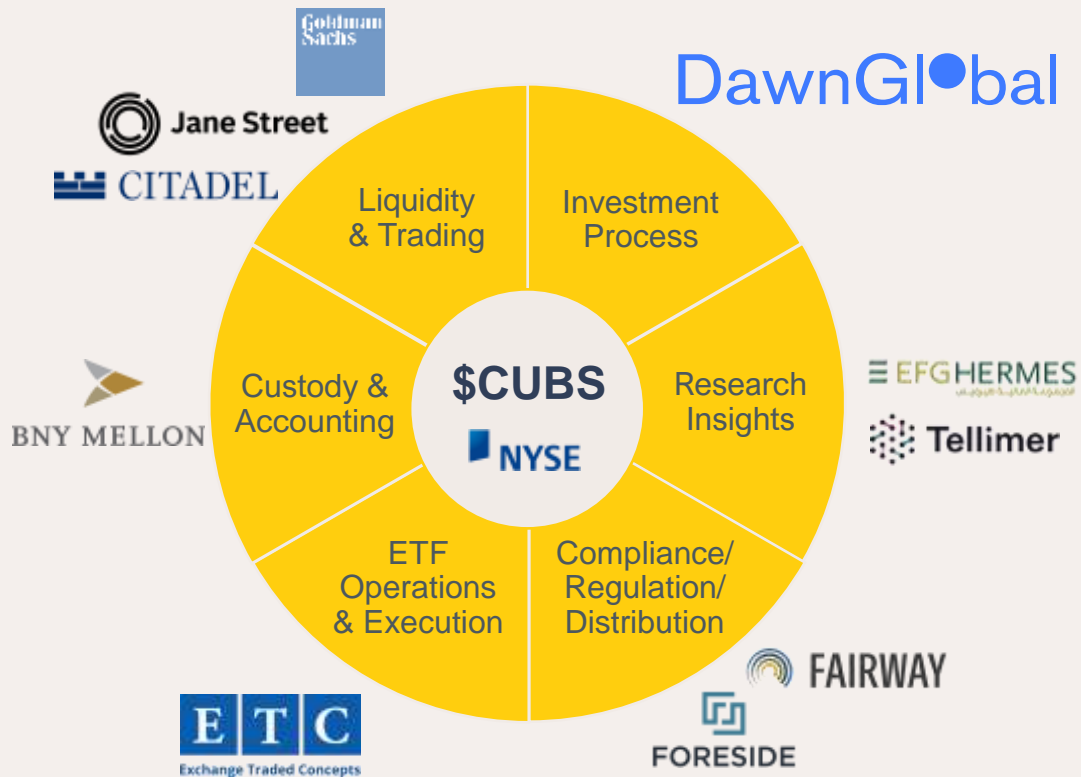 Goldman
Sachs
DawnGlobal
Jane Street
CITADEL
Liquidity
& Trading
Investment
Process
BNY MELLON
Custody &
Accounting
$CUBS
NYSE
Research
Insights
EFGHERMES
Tellimer
ETF
Operations
& Execution
Compliance/
Regulation/
Distribution
FAIRWAY
FORESIDE
ETC
Exchange Traded Concepts